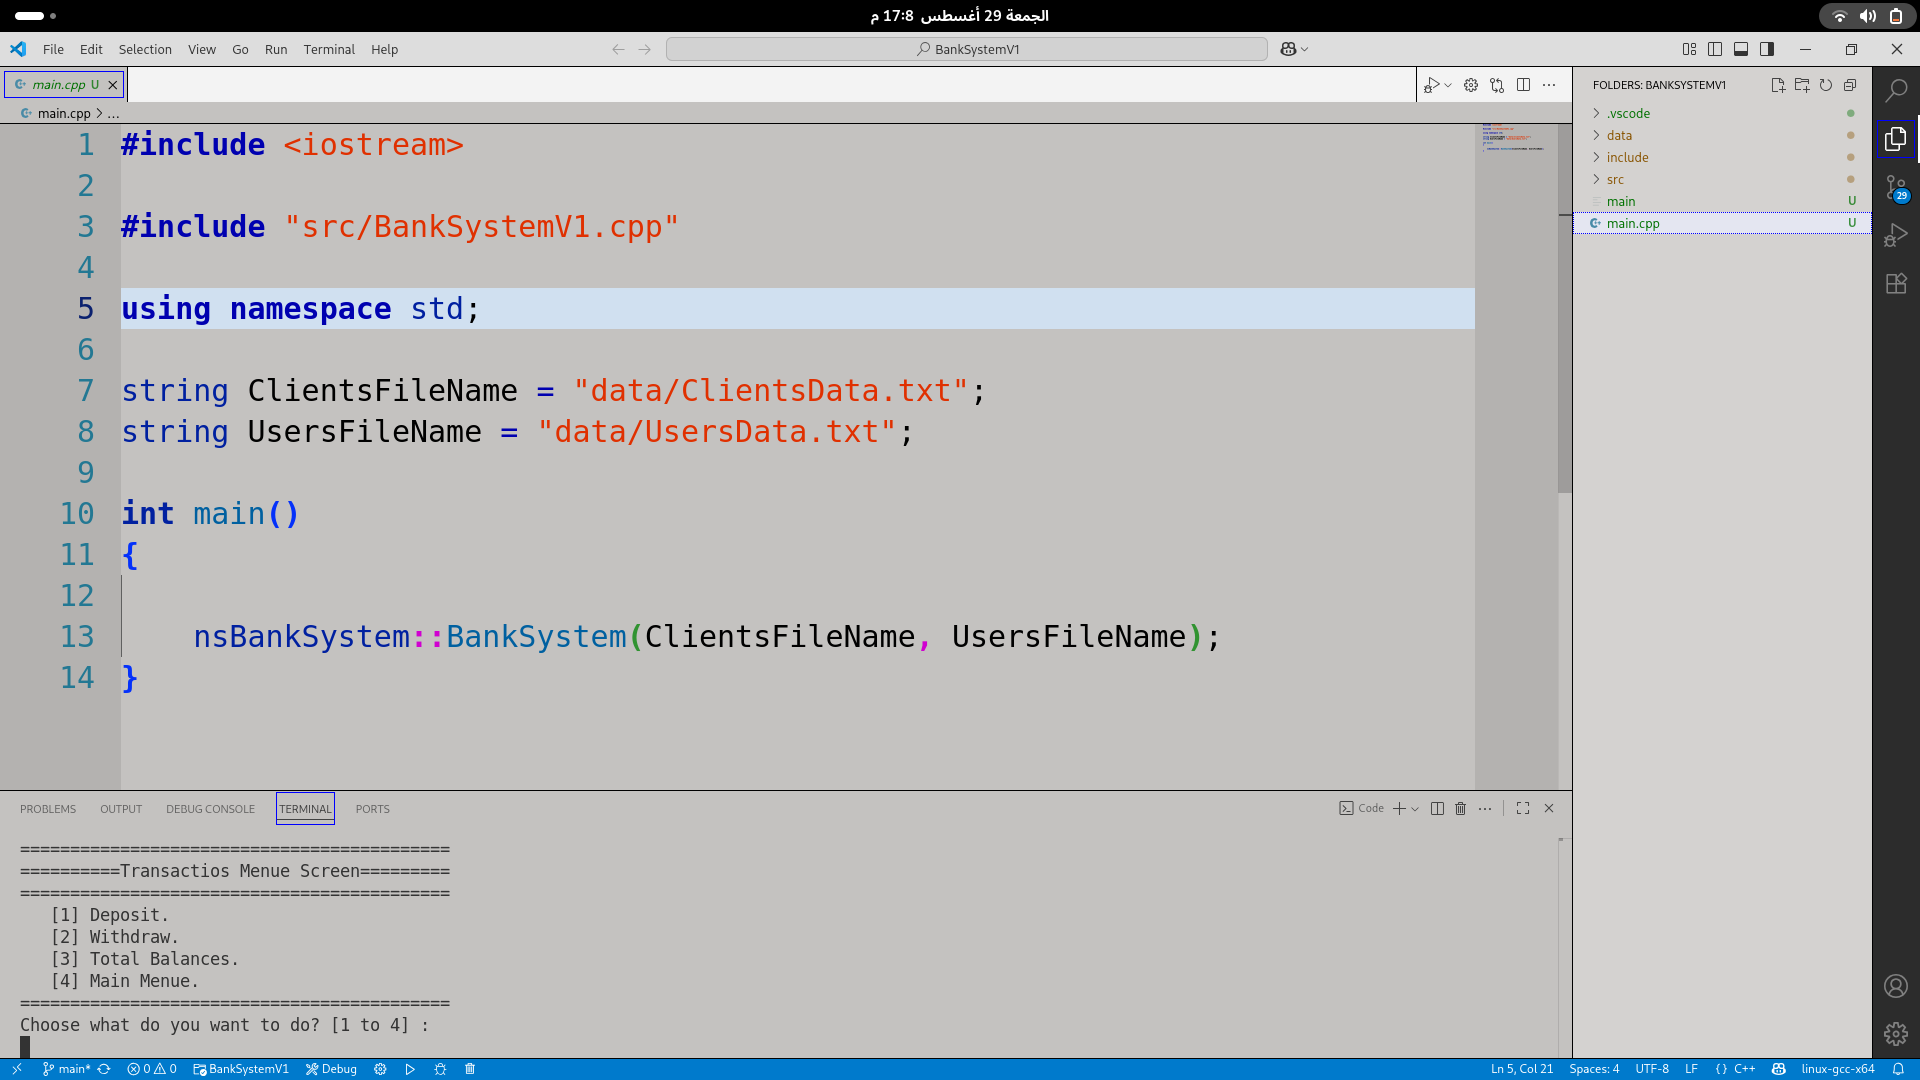 الجمعة 29 أغسطس 17:8 م
File Edit Selection View Go Run Terminal Help
BankSystemV1
main.cpp U
main.cpp > ...
1 #include <iostream>
2
3 #include "src/BankSystemV1.cpp"
4
5 using namespace std;
6
7 string ClientsFileName = "data/ClientsData.txt";
8 string UsersFileName = "data/UsersData.txt";
9
10 int main()
11 {
12
13 nsBankSystem::BankSystem(ClientsFileName, UsersFileName);
14 }
FOLDERS: BANKSYSTEMV1
.vscode
data
include
src
main U
main.cpp U
29
PROBLEMS OUTPUT DEBUG CONSOLE TERMINAL PORTS
Code
===========================================
==========Transactios Menue Screen=========
===========================================
[1] Deposit.
[2] Withdraw.
[3] Total Balances.
[4] Main Menue.
===========================================
Choose what do you want to do? [1 to 4] :
main* 0 0 BankSystemV1 Debug
Ln 5, Col 21 Spaces: 4 UTF-8 LF {} C++ linux-gcc-x64